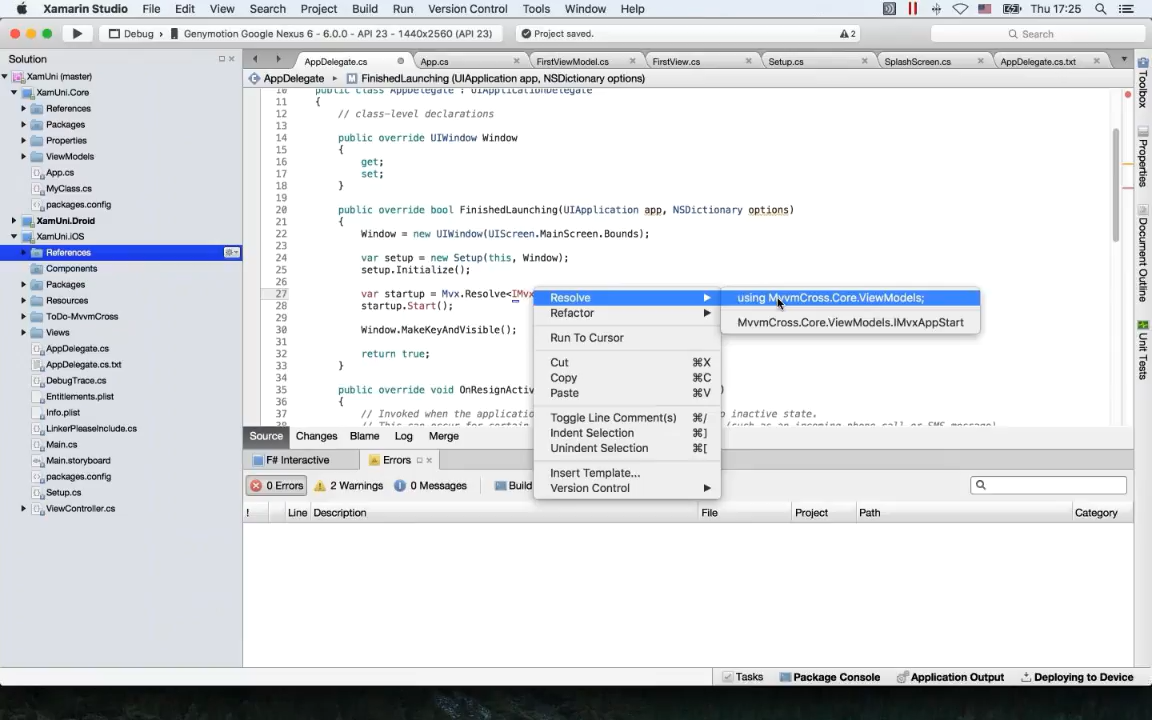 Xamarin Studio File Edit View Search Project Build Run Version Control Tools Window Help Thu 17:25
Debug › Genymotion Google Nexus 6 - 6.0.0 - API 23 - 1440x2560 (API 23) Project saved. 2 Search
Solution
AppDelegate.cs App.cs FirstViewModel.cs FirstView.cs Setup.cs SplashScreen.cs AppDelegate.cs.txt
AppDelegate › FinishedLaunching (UIApplication app, NSDictionary options)
XamUni (master)
XamUni.Core
References
Packages
Properties
ViewModels
App.cs
MyClass.cs
packages.config
XamUni.Droid
XamUni.iOS
References
Components
Packages
Resources
ToDo-MvvmCross
Views
AppDelegate.cs
AppDelegate.cs.txt
DebugTrace.cs
Entitlements.plist
Info.plist
LinkerPleaseInclude.cs
Main.cs
Main.storyboard
packages.config
Setup.cs
ViewController.cs
10 public class AppDelegate : UIApplicationDelegate
11 {
12 // class-level declarations
13
14 public override UIWindow Window
15 {
16 get;
17 set;
18 }
19
20 public override bool FinishedLaunching(UIApplication app, NSDictionary options)
21 {
22 Window = new UIWindow(UIScreen.MainScreen.Bounds);
23
24 var setup = new Setup(this, Window);
25 setup.Initialize();
26
27 var startup = Mvx.Resolve<IMvx
28 startup.Start();
29
30 Window.MakeKeyAndVisible();
31
32 return true;
33 }
34
35 public override void OnResignActiv )
36 {
37 // Invoked when the application o inactive state.
Resolve
Refactor
Run To Cursor
Cut ⌘X
Copy ⌘C
Paste ⌘V
Toggle Line Comment(s) ⌘/
Indent Selection ⌘]
Unindent Selection ⌘[
Insert Template...
Version Control
using MvvmCross.Core.ViewModels;
MvvmCross.Core.ViewModels.IMvxAppStart
Source Changes Blame Log Merge
F# Interactive Errors
0 Errors 2 Warnings 0 Messages Build
! Line Description File Project Path Category
Tasks Package Console Application Output Deploying to Device
Toolbox
Properties
Document Outline
Unit Tests